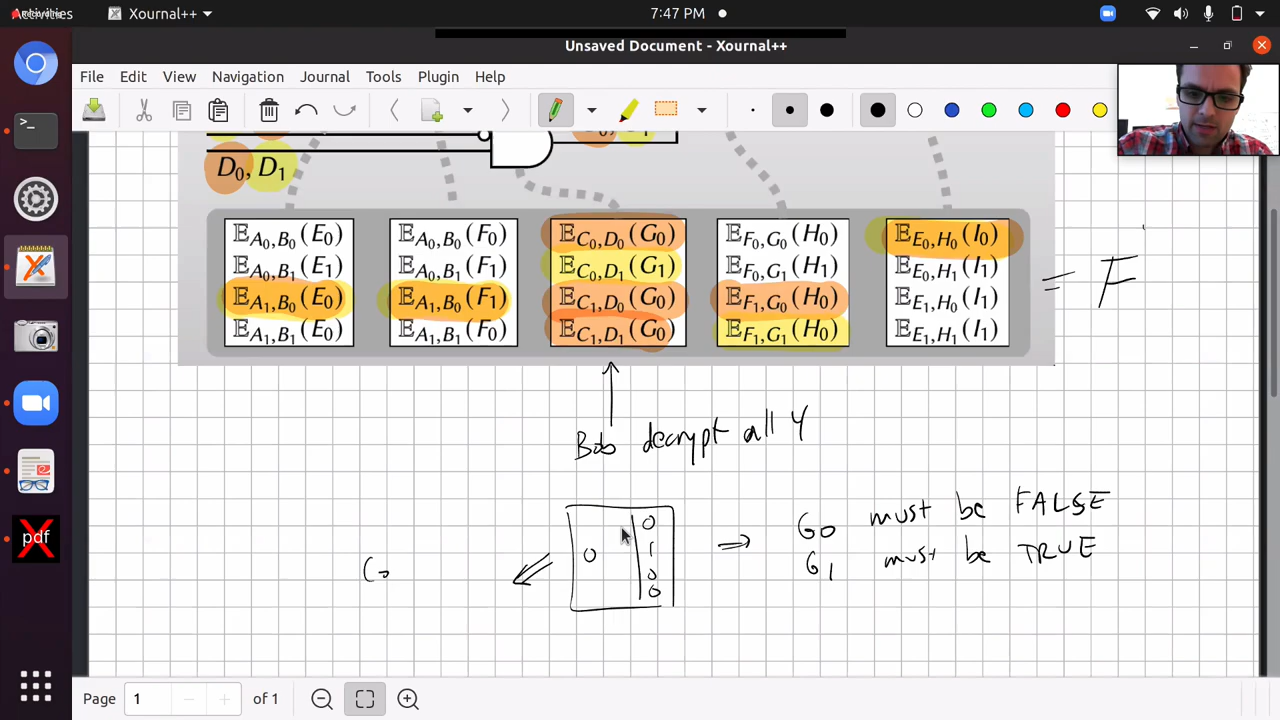 Activities
Xournal++
7:47 PM
Unsaved Document - Xournal++
File Edit View Navigation Journal Tools Plugin Help
D₀, D₁
𝔼A₀,B₀(E₀) 𝔼A₀,B₀(F₀) 𝔼C₀,D₀(G₀) 𝔼F₀,G₀(H₀) 𝔼E₀,H₀(I₀)
𝔼A₀,B₁(E₁) 𝔼A₀,B₁(F₁) 𝔼C₀,D₁(G₁) 𝔼F₀,G₁(H₁) 𝔼E₀,H₁(I₁)
𝔼A₁,B₀(E₀) 𝔼A₁,B₀(F₁) 𝔼C₁,D₀(G₀) 𝔼F₁,G₀(H₀) 𝔼E₁,H₀(I₁)
𝔼A₁,B₁(E₀) 𝔼A₁,B₁(F₀) 𝔼C₁,D₁(G₀) 𝔼F₁,G₁(H₀) 𝔼E₁,H₁(I₁)
= F
Bob decrypt all 4
0
1
0
0
0
G0 must be FALSE
G1 must be TRUE
C0
>_
pdf
Page 1 of 1